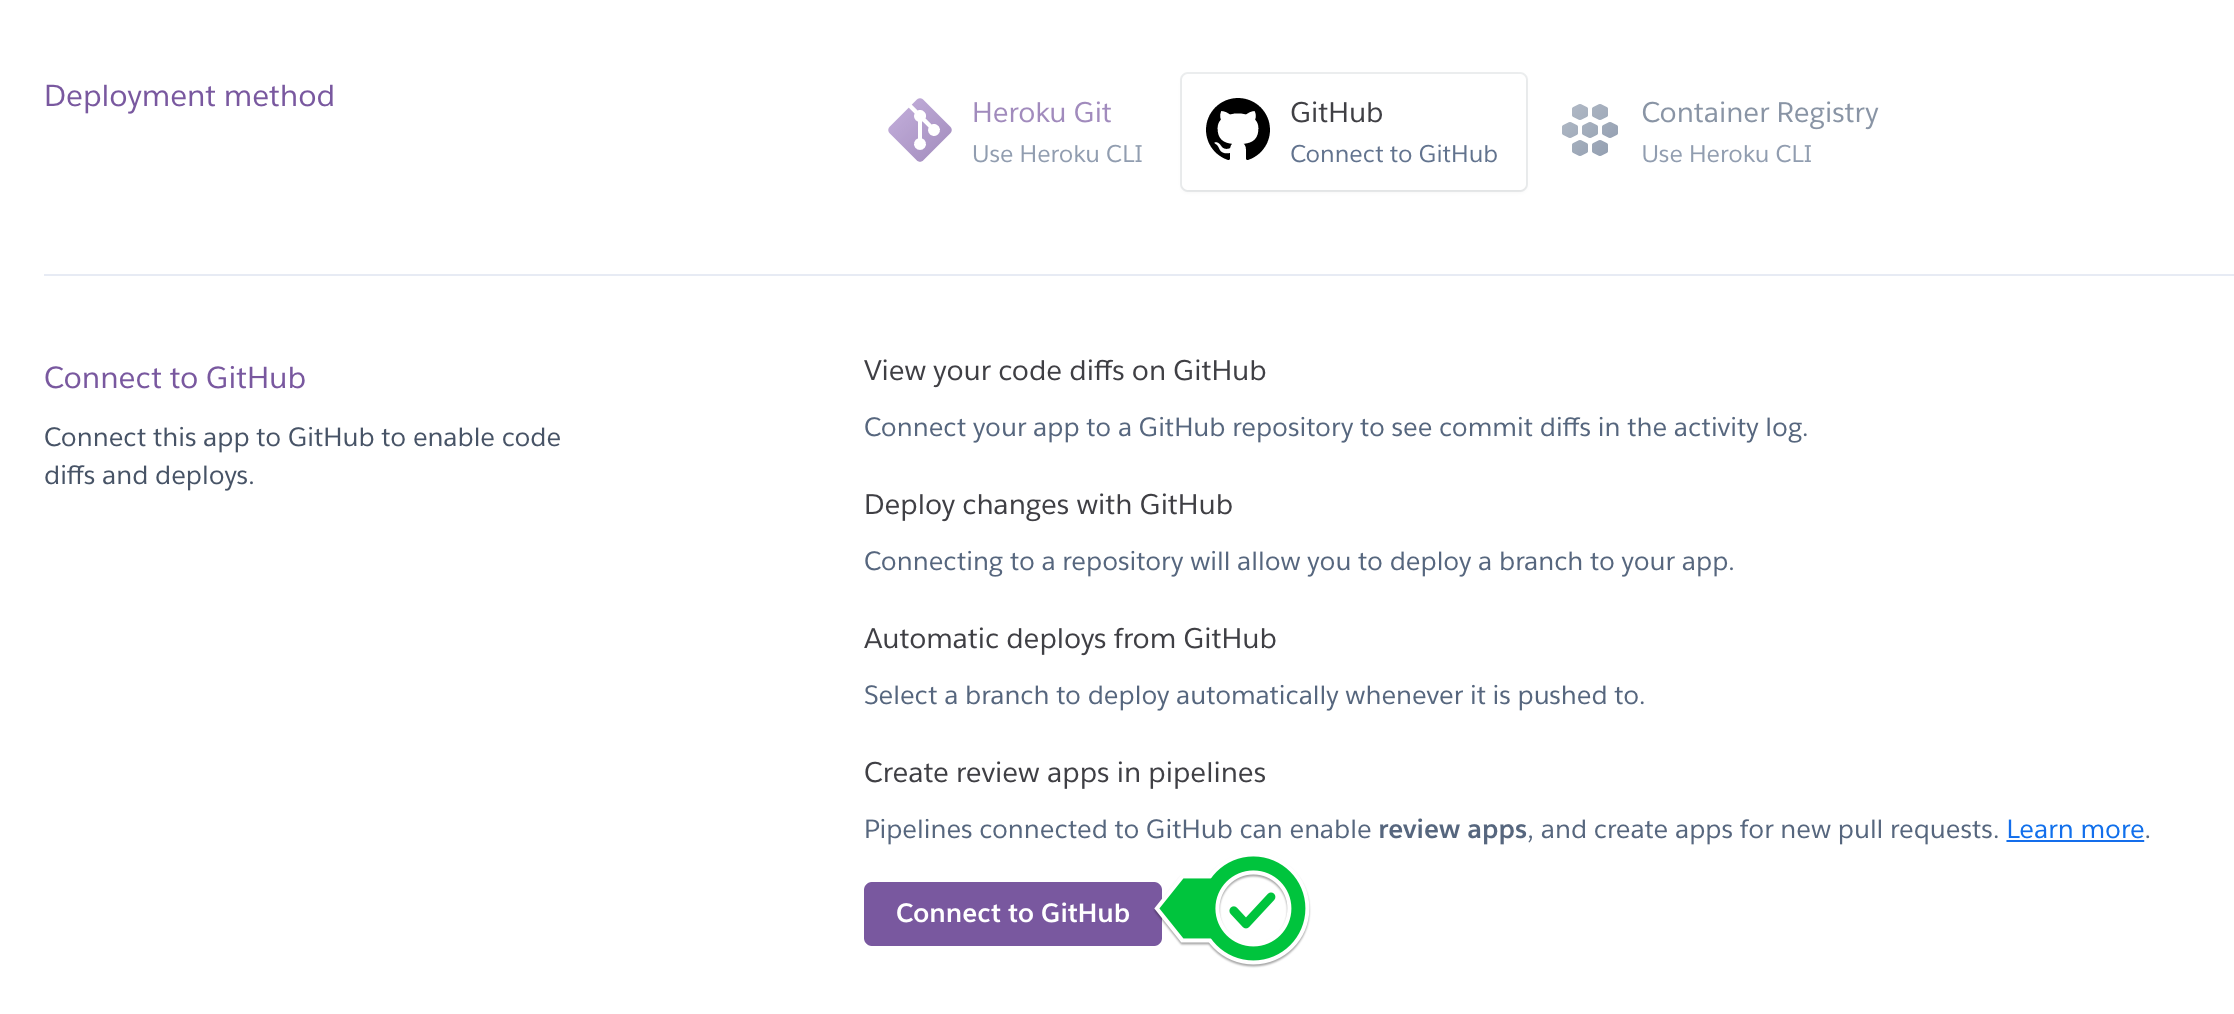 Deployment method
Heroku Git
Use Heroku CLI
GitHub
Connect to GitHub
Container Registry
Use Heroku CLI
Connect to GitHub
Connect this app to GitHub to enable code
diffs and deploys.
View your code diffs on GitHub
Connect your app to a GitHub repository to see commit diffs in the activity log.
Deploy changes with GitHub
Connecting to a repository will allow you to deploy a branch to your app.
Automatic deploys from GitHub
Select a branch to deploy automatically whenever it is pushed to.
Create review apps in pipelines
Pipelines connected to GitHub can enable review apps, and create apps for new pull requests. Learn more.
Connect to GitHub